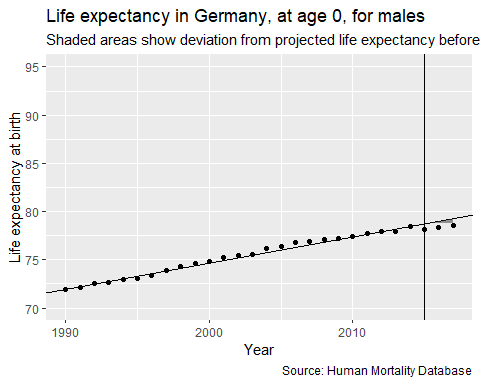 Life expectancy in Germany, at age 0, for males
Shaded areas show deviation from projected life expectancy before
95
90
85
80
75
70
Life expectancy at birth
1990
2000
2010
Year
Source: Human Mortality Database